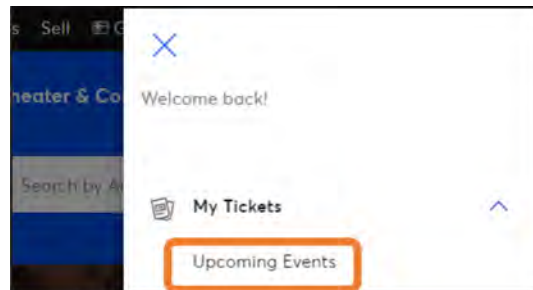 s Sell
Welcome back!
heater & Co
Search by A
My Tickets
Upcoming Events